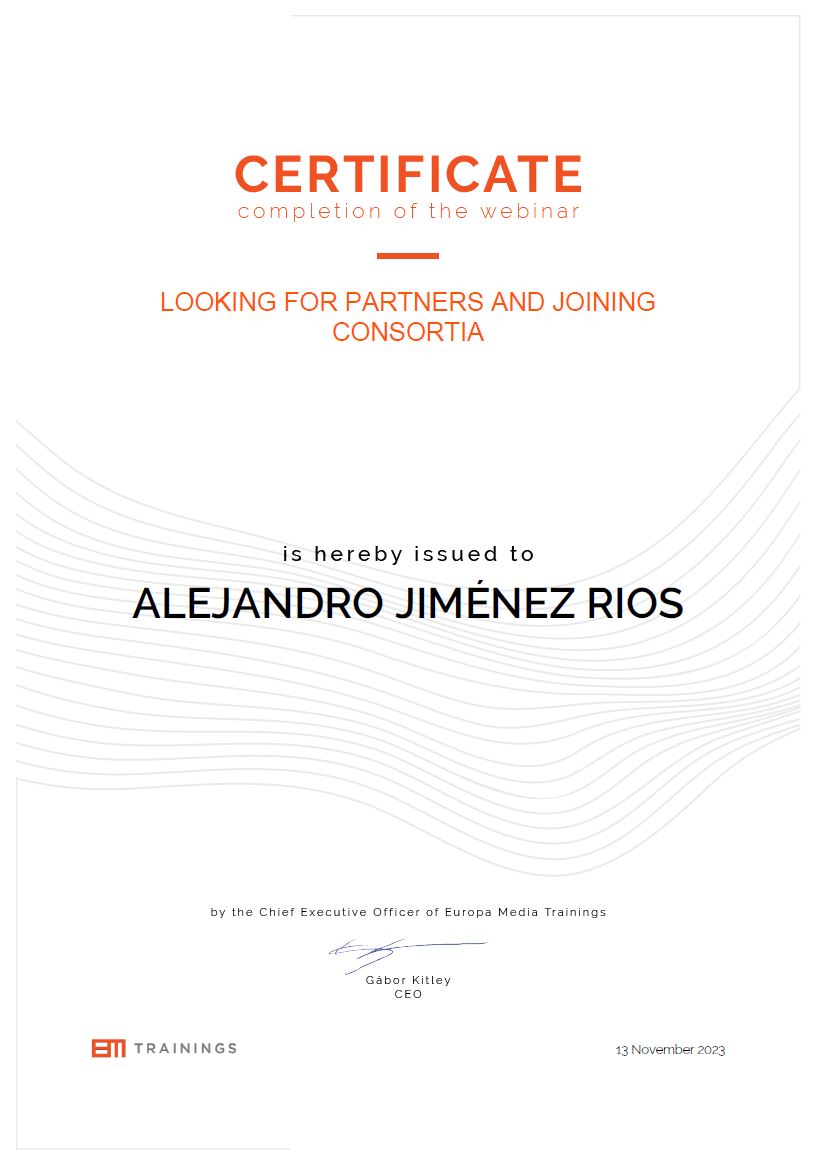 CERTIFICATE
completion of the webinar
LOOKING FOR PARTNERS AND JOINING
CONSORTIA
is hereby issued to
ALEJANDRO JIMÉNEZ RIOS
by the Chief Executive Officer of Europa Media Trainings
Gábor Kitley
CEO
EM TRAININGS
13 November 2023